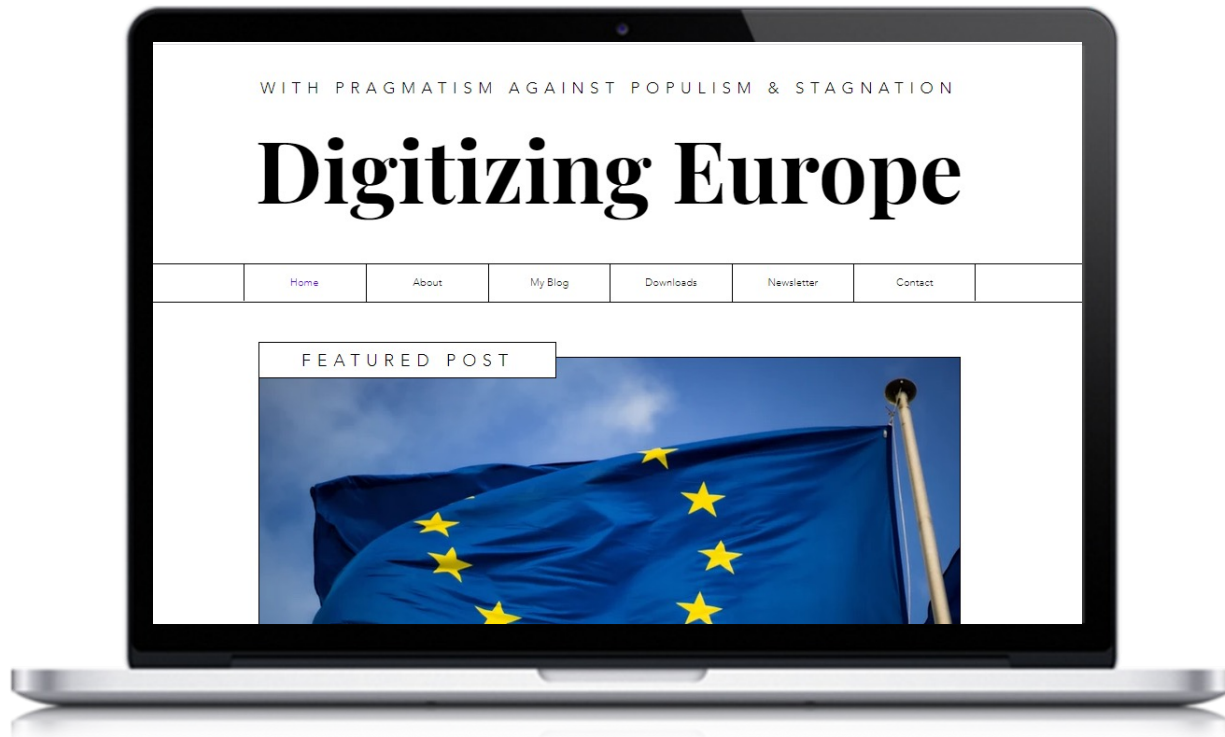 WITH PRAGMATISM AGAINST POPULISM & STAGNATION
Digitizing Europe
Home About My Blog Downloads Newsletter Contact
FEATURED POST